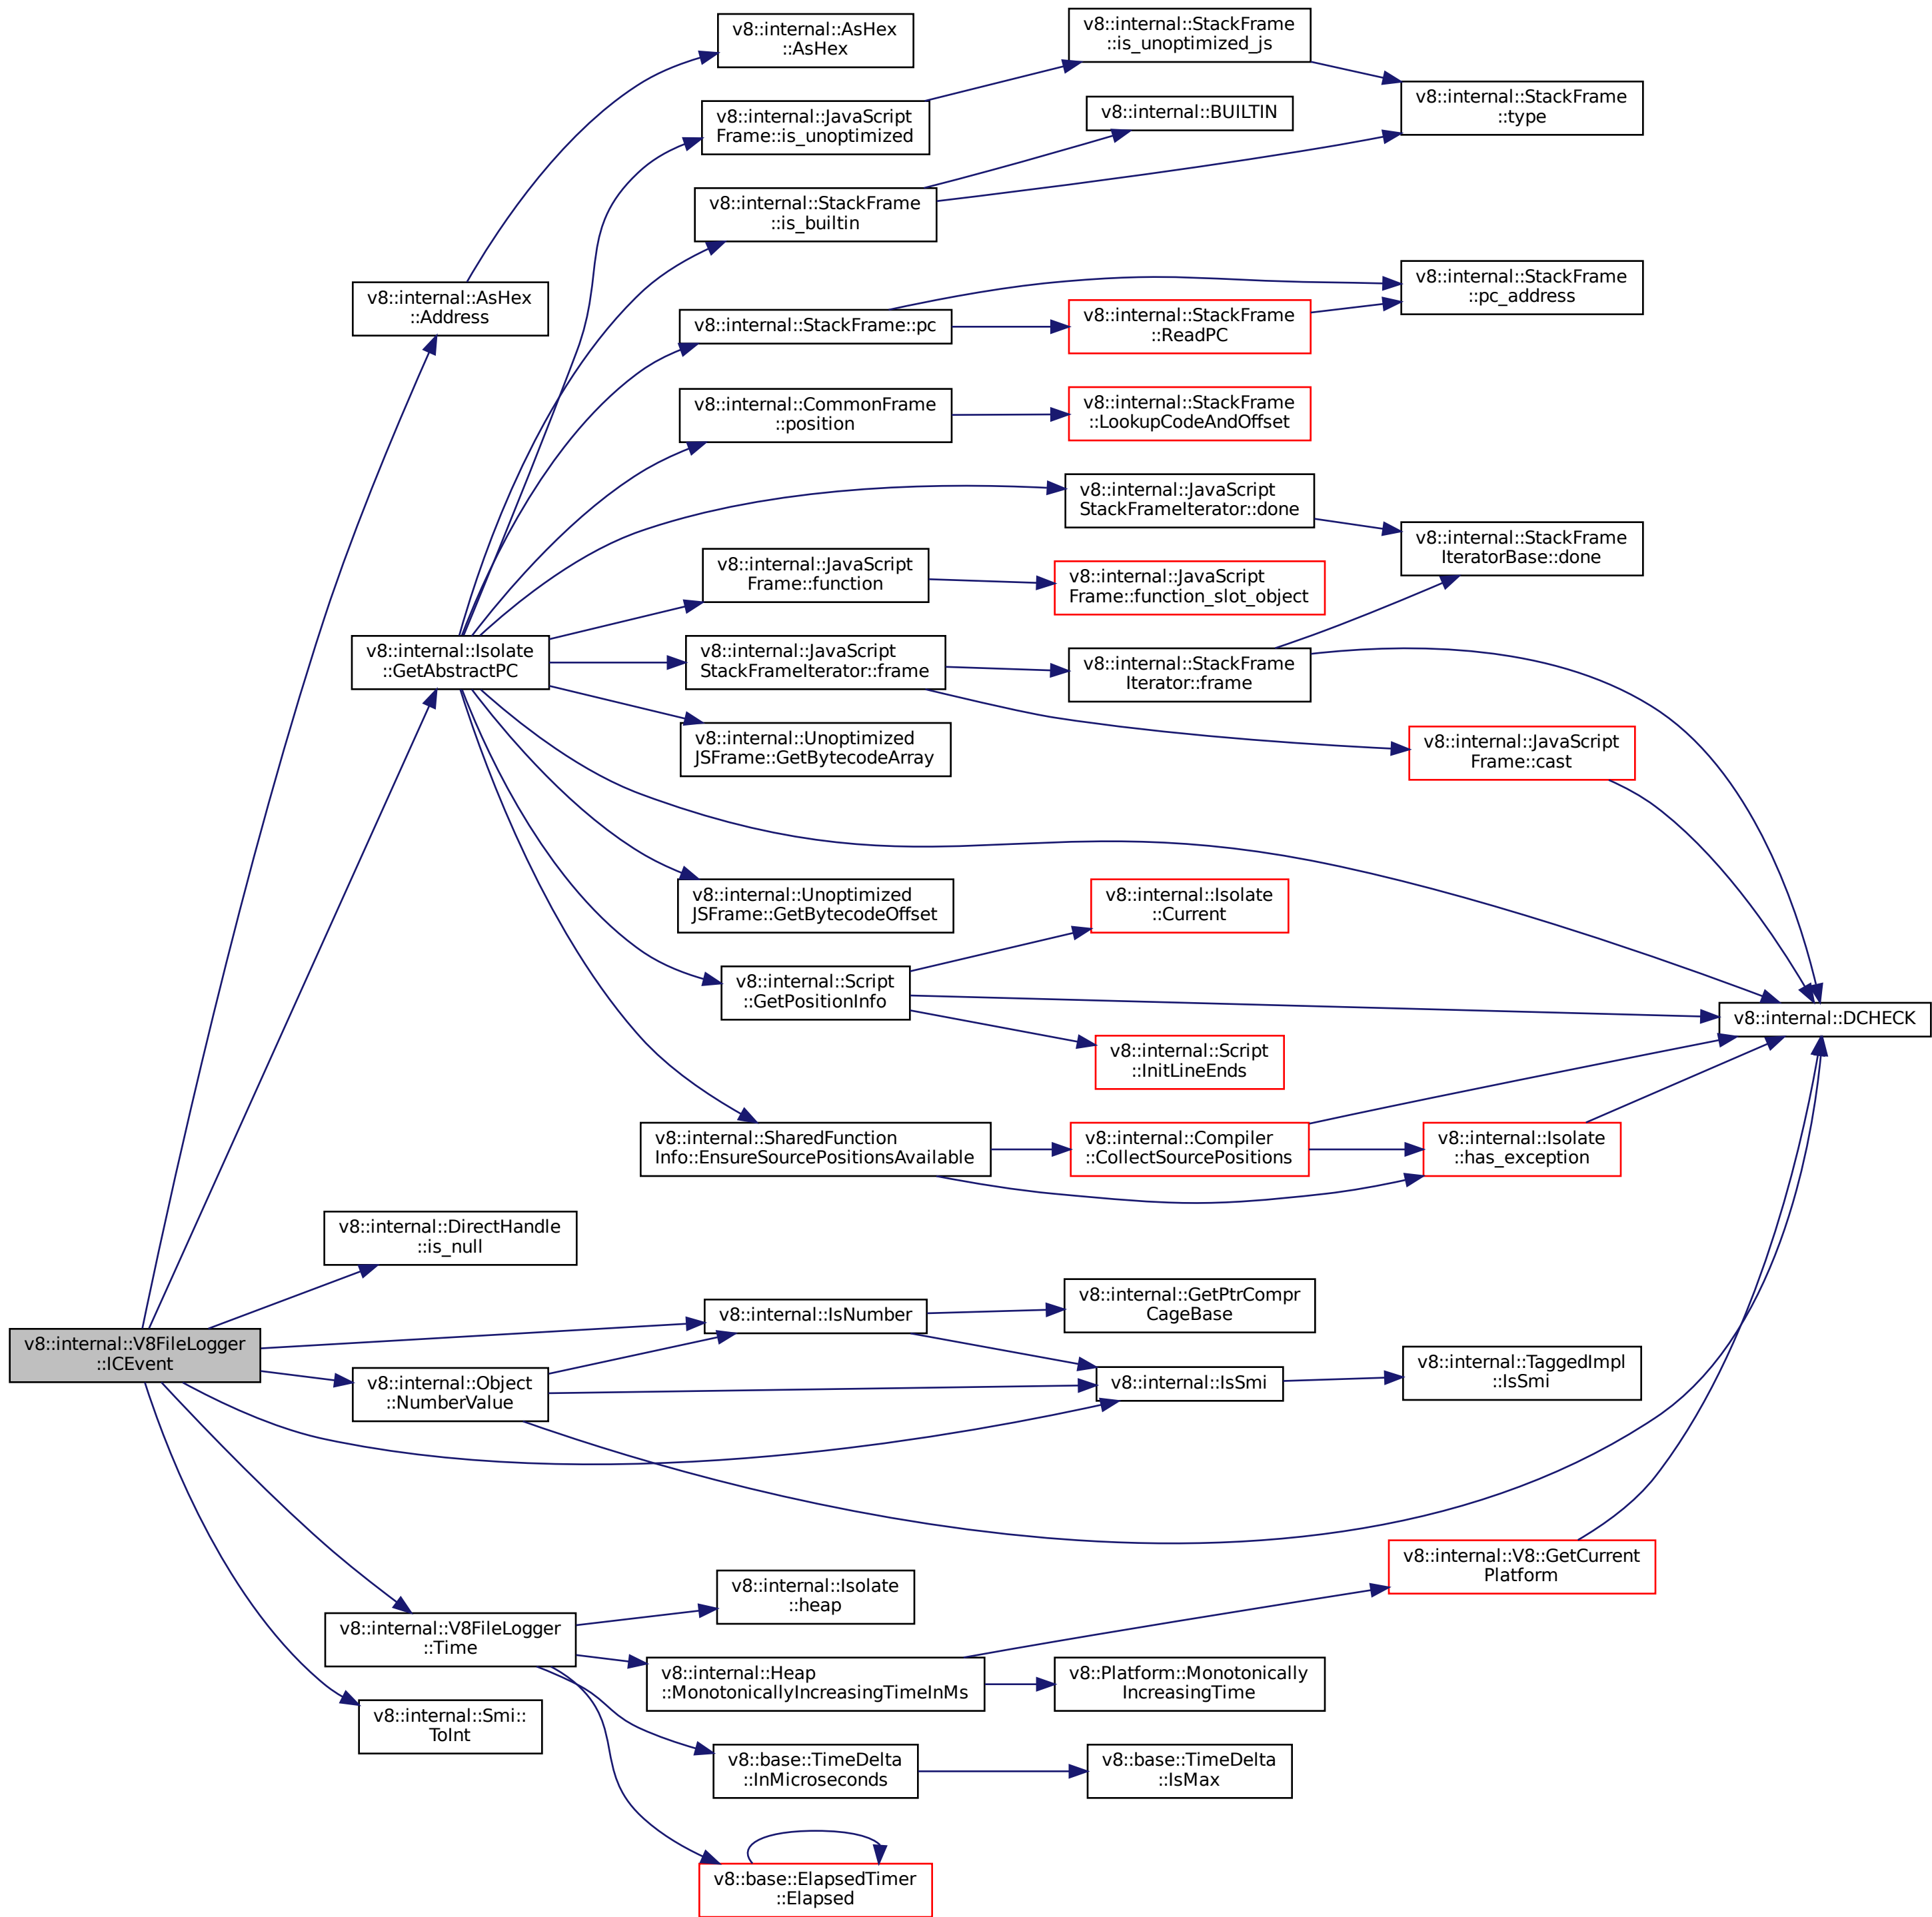 v8::internal::AsHex
::AsHex
v8::internal::StackFrame
::is_unoptimized_js
v8::internal::JavaScript
Frame::is_unoptimized
v8::internal::BUILTIN
v8::internal::StackFrame
::type
v8::internal::StackFrame
::is_builtin
v8::internal::AsHex
::Address
v8::internal::StackFrame::pc
v8::internal::StackFrame
::ReadPC
v8::internal::StackFrame
::pc_address
v8::internal::CommonFrame
::position
v8::internal::StackFrame
::LookupCodeAndOffset
v8::internal::JavaScript
StackFrameIterator::done
v8::internal::StackFrame
IteratorBase::done
v8::internal::JavaScript
Frame::function
v8::internal::JavaScript
Frame::function_slot_object
v8::internal::Isolate
::GetAbstractPC
v8::internal::JavaScript
StackFrameIterator::frame
v8::internal::StackFrame
Iterator::frame
v8::internal::Unoptimized
JSFrame::GetBytecodeArray
v8::internal::JavaScript
Frame::cast
v8::internal::Unoptimized
JSFrame::GetBytecodeOffset
v8::internal::Isolate
::Current
v8::internal::Script
::GetPositionInfo
v8::internal::DCHECK
v8::internal::Script
::InitLineEnds
v8::internal::SharedFunction
Info::EnsureSourcePositionsAvailable
v8::internal::Compiler
::CollectSourcePositions
v8::internal::Isolate
::has_exception
v8::internal::DirectHandle
::is_null
v8::internal::V8FileLogger
::ICEvent
v8::internal::IsNumber
v8::internal::GetPtrCompr
CageBase
v8::internal::Object
::NumberValue
v8::internal::IsSmi
v8::internal::TaggedImpl
::IsSmi
v8::internal::V8::GetCurrent
Platform
v8::internal::V8FileLogger
::Time
v8::internal::Isolate
::heap
v8::internal::Heap
::MonotonicallyIncreasingTimeInMs
v8::Platform::Monotonically
IncreasingTime
v8::internal::Smi::
ToInt
v8::base::TimeDelta
::InMicroseconds
v8::base::TimeDelta
::IsMax
v8::base::ElapsedTimer
::Elapsed